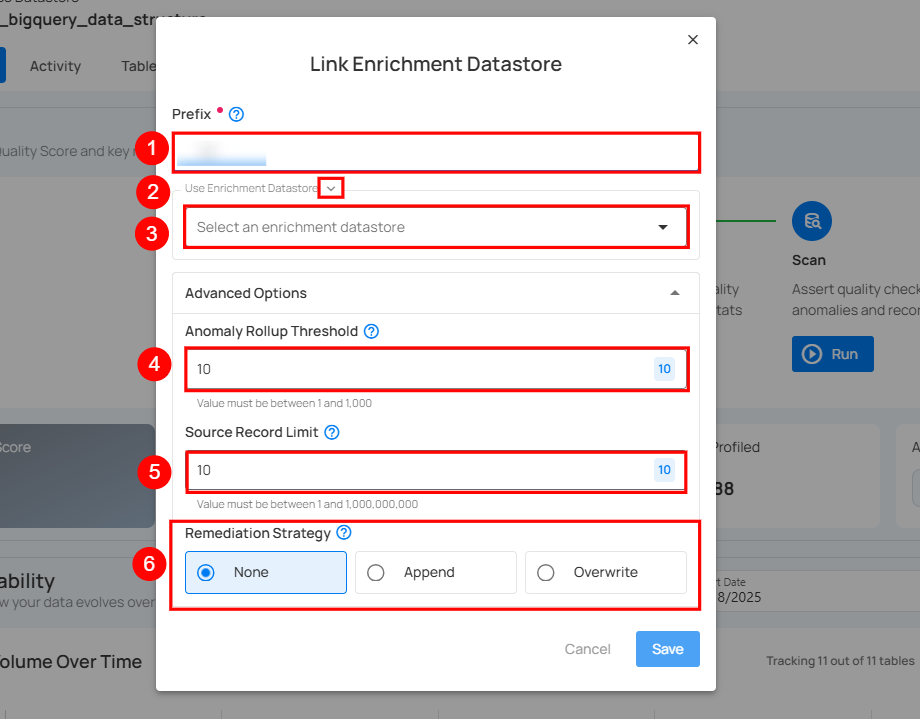 _bigquery_data_structure
Activity
Table
Link Enrichment Datastore
Prefix
uality Score and key
1
2
Use Enrichment Datastore
3
Select an enrichment datastore
Scan
Assert quality check
anomalies and recor
ality
tats
Advanced Options
Anomaly Rollup Threshold ?
4
10
10
Run
Value must be between 1 and 1,000
Source Record Limit ?
core
Profiled
A
5
10
10
38
Value must be between 1 and 1,000,000,000
Remediation Strategy ?
6
None
Append
Overwrite
ability
w your data evolves over
t Date
8/2025
Cancel
Save
olume Over Time
Tracking 11 out of 11 tables